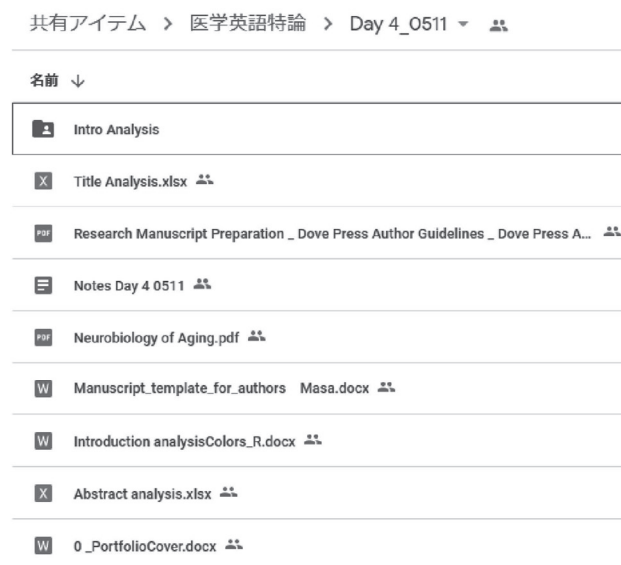 共有アイテム > 医学英語特論 > Day 4_0511
名前
Intro Analysis
X Title Analysis.xlsx
PDF Research Manuscript Preparation _ Dove Press Author Guidelines _ Dove Press A...
Notes Day 4 0511
PDF Neurobiology of Aging.pdf
W Manuscript_template_for_authors Masa.docx
W Introduction analysisColors_R.docx
X Abstract analysis.xlsx
W 0 _PortfolioCover.docx